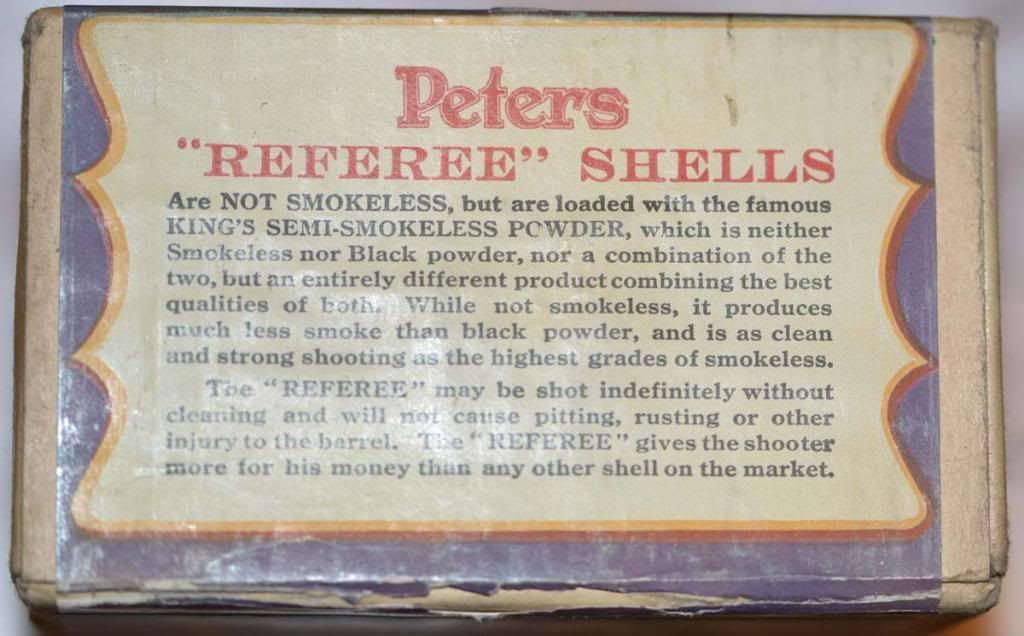 Peters
"REFEREE" SHELLS
Are NOT SMOKELESS, but are loaded with the famous
KING'S SEMI-SMOKELESS POWDER, which is neither
Smokeless nor Black powder, nor a combination of the
two, but an entirely different product combining the best
qualities of both. While not smokeless, it produces
much less smoke than black powder, and is as clean
and strong shooting as the highest grades of smokeless.
The "REFEREE" may be shot indefinitely without
cleaning and will not cause pitting, rusting or other
injury to the barrel. The "REFEREE" gives the shooter
more for his money than any other shell on the market.